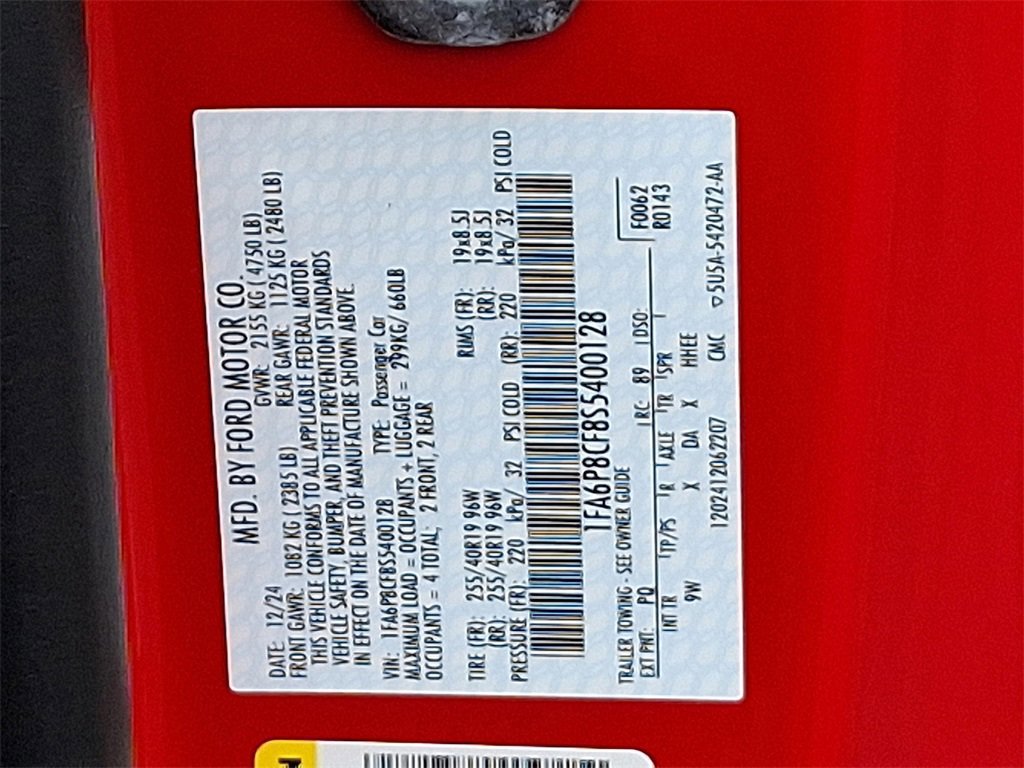 MFD. BY FORD MOTOR CO.
DATE: 12/24 GVWR: 2155 KG ( 4750 LB)
FRONT GAWR: 1082 KG ( 2385 LB) REAR GAWR: 1125 KG ( 2480 LB)
THIS VEHICLE CONFORMS TO ALL APPLICABLE FEDERAL MOTOR
VEHICLE SAFETY, BUMPER, AND THEFT PREVENTION STANDARDS
IN EFFECT ON THE DATE OF MANUFACTURE SHOWN ABOVE.
VIN: 1FA6P8CF8S5400128 TYPE: Passenger Car
MAXIMUM LOAD = OCCUPANTS + LUGGAGE = 299KG/ 660LB
OCCUPANTS = 4 TOTAL; 2 FRONT, 2 REAR
TIRE (FR): 255/40R19 96W RIMS (FR): 19x8.5J
(RR): 255/40R19 96W (RR): 19x8.5J
PRESSURE (FR): 220 kPa/ 32 PSI COLD (RR): 220 kPa/ 32 PSI COLD
1FA6P8CF8S5400128
TRAILER TOWING - SEE OWNER GUIDE
F0062
EXT PNT: PQ RC: 89 DSO: R0143
INT TR TP/PS R AXLE TR SPR
9W X DA X HHEE
1202412062207 CMC ▽5U5A-5420472-AA
H